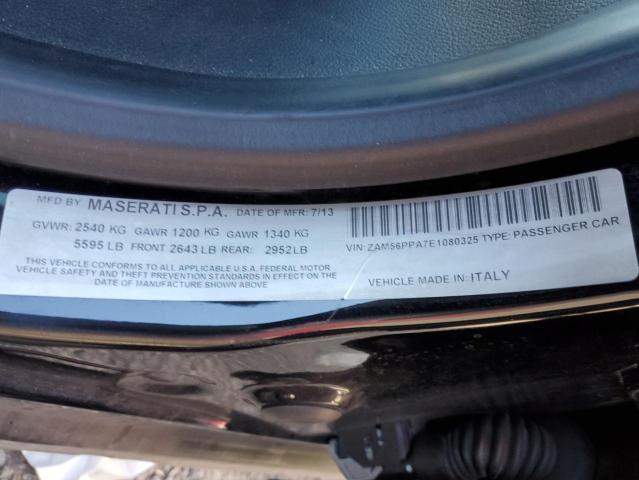 MFD BY MASERATI S.P.A. DATE OF MFR: 7/13
GVWR: 2540 KG GAWR 1200 KG GAWR 1340 KG
5595 LB FRONT 2643 LB REAR: 2952LB
THIS VEHICLE CONFORMS TO ALL APPLICABLE U.S.A. FEDERAL MOTOR
VEHICLE SAFETY, BUMPER AND THEFT PREVENTION STANDARDS IN EFFECT ON THE
DATE OF MANUFACTURE SHOWN ABOVE
VIN: ZAM56PPA7E1080325 TYPE: PASSENGER CAR
VEHICLE MADE IN: ITALY